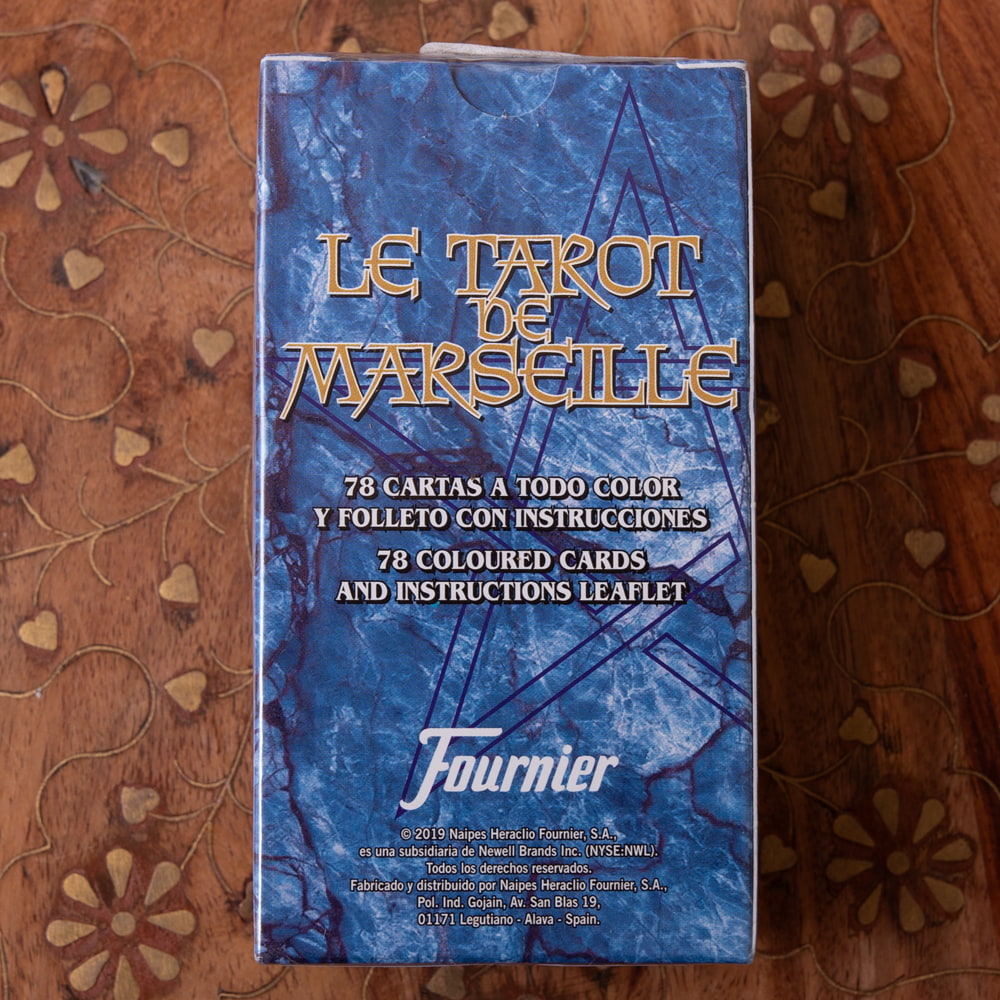 LE TAROT
DE
MARSEILLE
78 CARTAS A TODO COLOR
Y FOLLETO CON INSTRUCCIONES
78 COLOURED CARDS
AND INSTRUCTIONS LEAFLET
Fournier
© 2019 Naipes Heraclio Fournier, S.A.,
es una subsidiaria de Newell Brands Inc. (NYSE:NWL).
Todos los derechos reservados.
Fabricado y distribuido por Naipes Heraclio Fournier, S.A.,
Pol. Ind. Gojain, Av. San Blas 19,
01171 Legutiano - Alava - Spain.